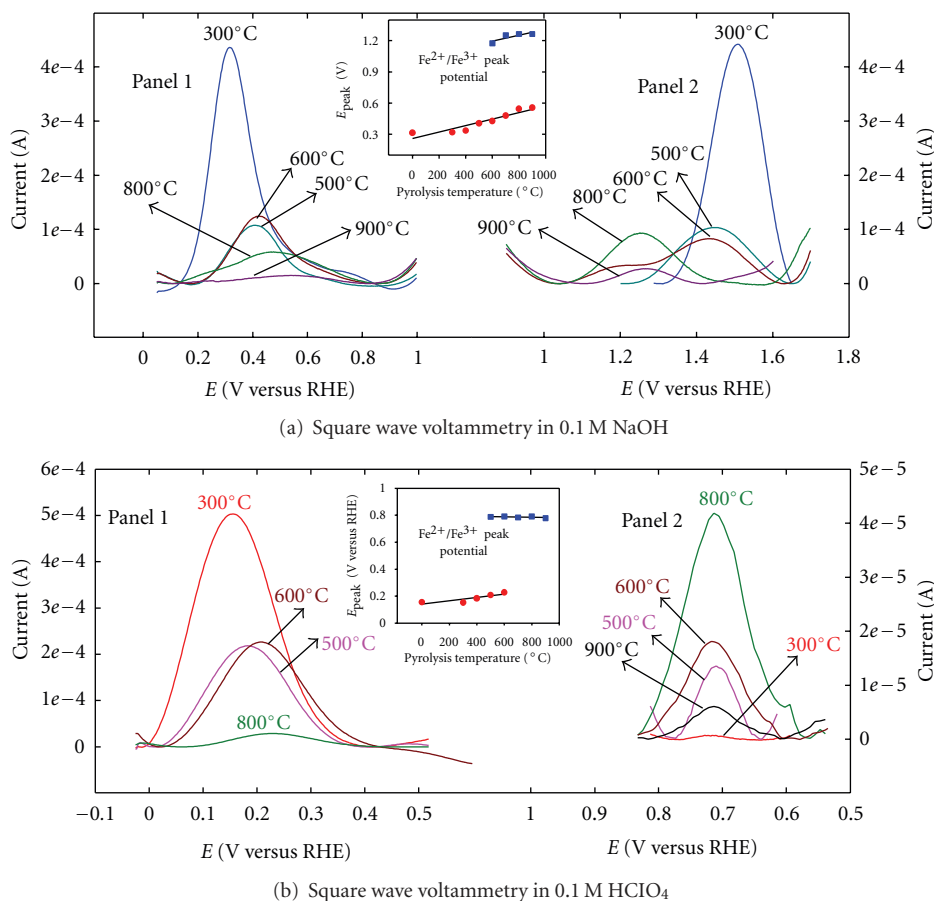 (a)
Panel 1
Panel 2
300°C
600°C
500°C
800°C
900°C
300°C
500°C
600°C
800°C
900°C
Fe²⁺/Fe³⁺ peak
potential
E_peak (V)
1.2
0.9
0.6
0.3
0 200 400 600 800 1000
Pyrolysis temperature (°C)
Current (A)
4e−4
3e−4
2e−4
1e−4
0
Current (A)
4e−4
3e−4
2e−4
1e−4
0
0 0.2 0.4 0.6 0.8 1
E (V versus RHE)
1 1.2 1.4 1.6 1.8
E (V versus RHE)
(a) Square wave voltammetry in 0.1 M NaOH
Panel 1
Panel 2
300°C
600°C
500°C
800°C
800°C
600°C
500°C
900°C
300°C
Fe²⁺/Fe³⁺ peak
potential
E_peak (V versus RHE)
1
0.8
0.6
0.4
0.2
0
0 200 400 600 800 1000
Pyrolysis temperature (°C)
Current (A)
6e−4
5e−4
4e−4
3e−4
2e−4
1e−4
0
Current (A)
5e−5
4e−5
3e−5
2e−5
1e−5
0
−0.1 0 0.1 0.2 0.3 0.4 0.5
E (V versus RHE)
1 0.9 0.8 0.7 0.6 0.5
E (V versus RHE)
(b) Square wave voltammetry in 0.1 M HClO₄